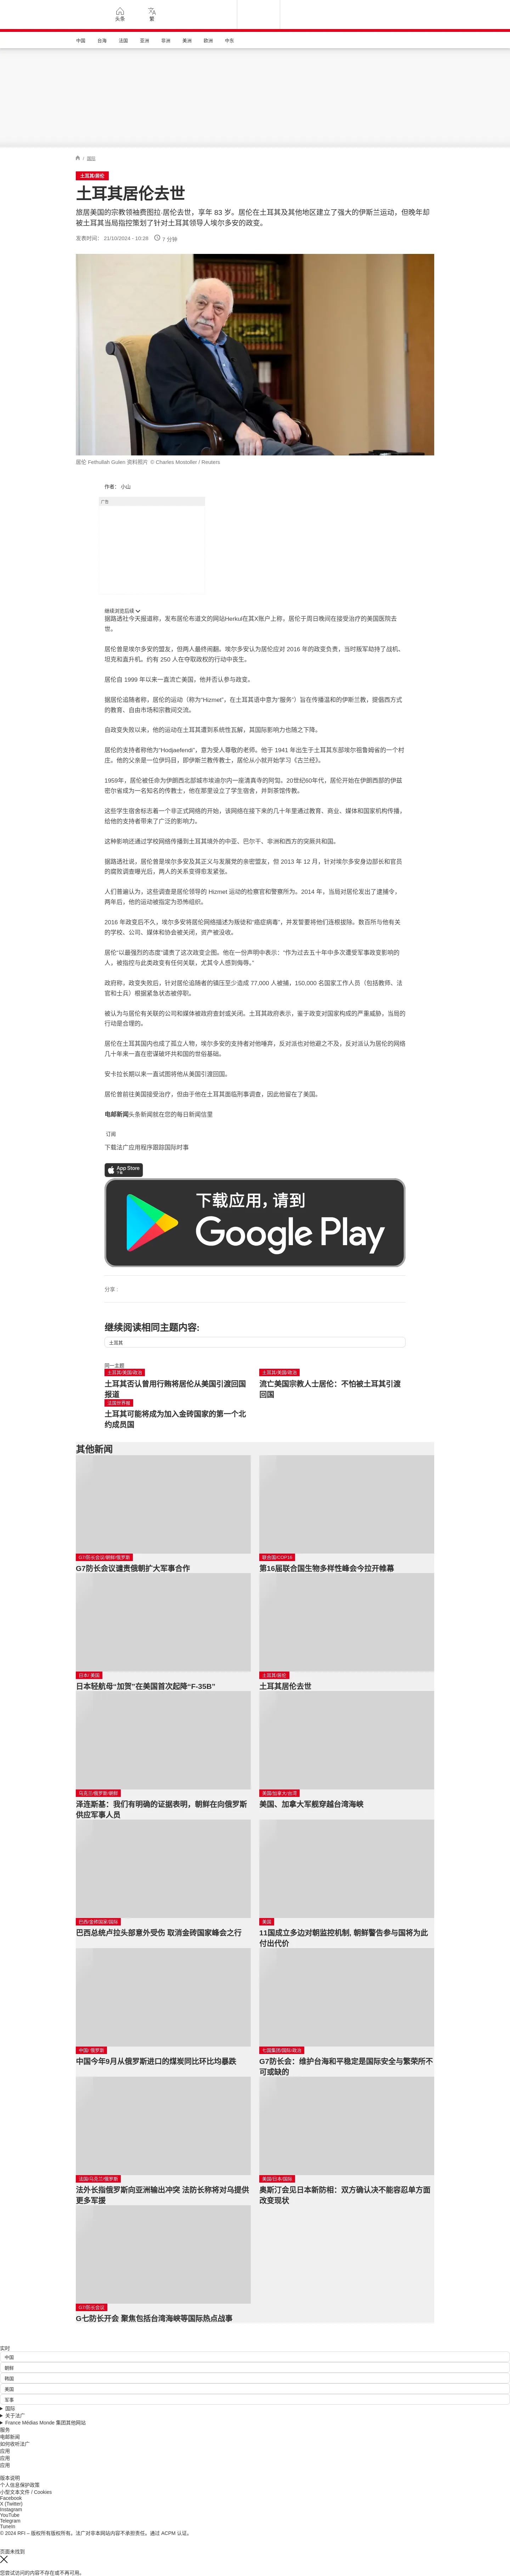 头条
繁
中国
台海
法国
亚洲
非洲
美洲
欧洲
中东
/ 国际
土耳其/居伦
土耳其居伦去世
旅居美国的宗教领袖费图拉.居伦去世，享年 83 岁。居伦在土耳其及其他地区建立了强大的伊斯兰运动，但晚年却
被土耳其当局指控策划了针对土耳其领导人埃尔多安的政变。
发表时间： 21/10/2024 - 10:28
7 分钟
居伦 Fethullah Gulen 资料照片 © Charles Mostoller / Reuters
作者： 小山
广告
继续浏览后续
据路透社今天报道称，发布居伦布道文的网站Herkul在其X账户上称，居伦于周日晚间在接受治疗的美国医院去
世。
居伦曾是埃尔多安的盟友，但两人最终闹翻。埃尔多安认为居伦应对 2016 年的政变负责，当时叛军劫持了战机、
坦克和直升机。约有 250 人在夺取政权的行动中丧生。
居伦自 1999 年以来一直流亡美国，他并否认参与政变。
据居伦追随者称，居伦的运动（称为“Hizmet”，在土耳其语中意为“服务”）旨在传播温和的伊斯兰教，提倡西方式
的教育、自由市场和宗教间交流。
自政变失败以来，他的运动在土耳其遭到系统性瓦解，其国际影响力也随之下降。
居伦的支持者称他为“Hodjaefendi”，意为受人尊敬的老师。他于 1941 年出生于土耳其东部埃尔祖鲁姆省的一个村
庄。他的父亲是一位伊玛目，即伊斯三教传教士，居伦从小就开始学习《古兰经》。
1959年，居伦被任命为伊朗西北部城市埃迪尔内一座清真寺的阿訇。20世纪60年代，居伦开始在伊朗西部的伊兹
密尔省成为一名知名的传教士，他在那里设立了学生宿舍，并到茶馆传教。
这些学生宿舍标志着一个非正式网络的开始，该网络在接下来的几十年里通过教育、商业、媒体和国家机构传播，
给他的支持者带来了广泛的影响力。
这种影响还通过学校网络传播到土耳其境外的中亚、巴尔干、非洲和西方的突厥共和国。
据路透社说，居伦曾是埃尔多安及其正义与发展党的亲密盟友，但 2013 年 12 月，针对埃尔多安身边部长和官员
的腐败调查曝光后，两人的关系变得愈发紧张。
人们普遍认为，这些调查是居伦领导的 Hizmet 运动的检察官和警察所为。2014 年，当局对居伦发出了逮捕令，
两年后，他的运动被指定为恐怖组织。
2016 年政变后不久，埃尔多安将居伦网络描述为叛徒和“癌症病毒”，并发誓要将他们连根拔除。数百所与他有关
的学校、公司、媒体和协会被关闭，资产被没收。
居伦“以最强烈的态度”谴责了这次政变企图。他在一份声明中表示：“作为过去五十年中多次遭受军事政变影响的
人，被指控与此类政变有任何关联，尤其令人感到侮辱。”
政府称，政变失败后，针对居伦追随者的镇压至少造成 77,000 人被捕，150,000 名国家工作人员（包括教师、法
官和士兵）根据紧急状态被停职。
被认为与居伦有关联的公司和媒体被政府查封或关闭。土耳其政府表示，鉴于政变对国家构成的严重威胁，当局的
行动是合理的。
居伦在土耳其国内也成了孤立人物，埃尔多安的支持者对他唾弃，反对派也对他避之不及，反对派认为居伦的网络
几十年来一直在密谋破坏共和国的世俗基础。
安卡拉长期以来一直试图将他从美国引渡回国。
居伦曾前往美国接受治疗，但由于他在土耳其面临刑事调查，因此他留在了美国。
电邮新闻头条新闻就在您的每日新闻信里
订阅
下载法广应用程序跟踪国际时事
App Store
下载
下载应用，请到
Google Play
分享 :
继续阅读相同主题内容:
土耳其
同一主题
土耳其/美国/政治
土耳其否认曾用行贿将居伦从美国引渡回国
报道
土耳其/美国/政治
流亡美国宗教人士居伦：不怕被土耳其引渡
回国
法国世界报
土耳其可能将成为加入金砖国家的第一个北
约成员国
其他新闻
G7防长会议/朝鲜/俄罗斯
G7防长会议谴责俄朝扩大军事合作
联合国/COP16
第16届联合国生物多样性峰会今拉开帷幕
日本/ 美国
日本轻航母“加贺”在美国首次起降“F-35B”
土耳其/居伦
土耳其居伦去世
乌克兰/俄罗斯/朝鲜
泽连斯基：我们有明确的证据表明，朝鲜在向俄罗斯
供应军事人员
美国/加拿大/台湾
美国、加拿大军舰穿越台湾海峡
巴西/金砖国家/国际
巴西总统卢拉头部意外受伤 取消金砖国家峰会之行
美国
11国成立多边对朝监控机制, 朝鲜警告参与国将为此
付出代价
中国/ 俄罗斯
中国今年9月从俄罗斯进口的煤炭同比环比均暴跌
七国集团/国际/政治
G7防长会：维护台海和平稳定是国际安全与繁荣所不
可或缺的
法国/乌克兰/俄罗斯
法外长指俄罗斯向亚洲输出冲突 法防长称将对乌提供
更多军援
美国/日本/国际
奥斯汀会见日本新防相：双方确认决不能容忍单方面
改变现状
G7/防长会议
G七防长开会 聚焦包括台湾海峡等国际热点战事
实时
中国
朝鲜
韩国
美国
军事
国际
关于法广
France Médias Monde 集团其他网站
服务
电邮新闻
如何收听法广
应用
应用
应用
版本说明
个人信息保护政策
小型文本文件 / Cookies
Facebook
X (Twitter)
Instagram
YouTube
Telegram
TuneIn
© 2024 RFI – 版权所有版权所有。法广对非本网站内容不承担责任。通过 ACPM 认证。
页面未找到
您尝试访问的内容不存在或不再可用。